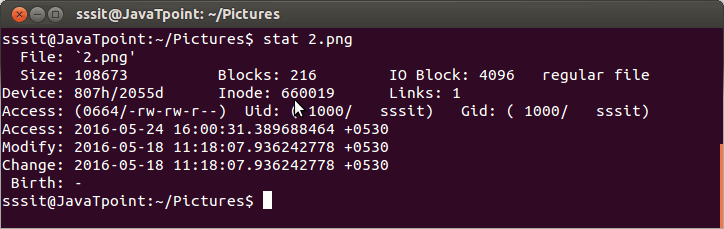 sssit@JavaTpoint: ~/Pictures
sssit@JavaTpoint:~/Pictures$ stat 2.png
  File: `2.png'
  Size: 108673          Blocks: 216        IO Block: 4096   regular file
Device: 807h/2055d      Inode: 660019      Links: 1
Access: (0664/-rw-rw-r--)  Uid: ( 1000/   sssit)   Gid: ( 1000/   sssit)
Access: 2016-05-24 16:00:31.389688464 +0530
Modify: 2016-05-18 11:18:07.936242778 +0530
Change: 2016-05-18 11:18:07.936242778 +0530
 Birth: -
sssit@JavaTpoint:~/Pictures$